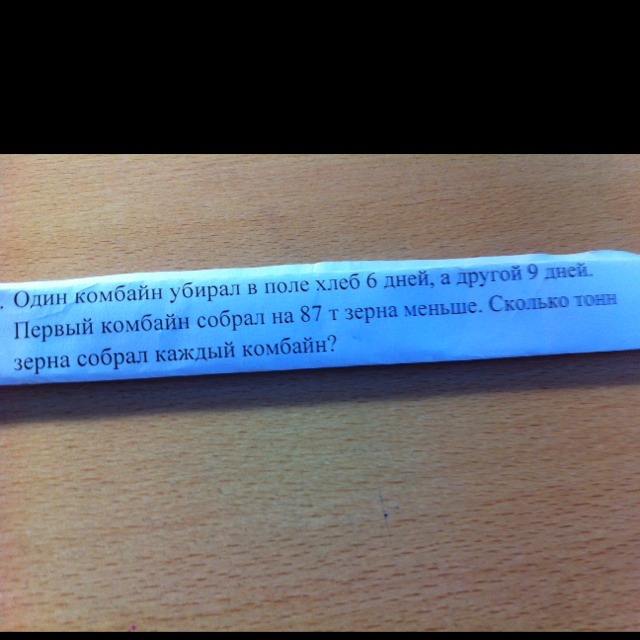 . Один комбайн убирал в поле хлеб 6 дней, а другой 9 дней.
Первый комбайн собрал на 87 т зерна меньше. Сколько тонн
зерна собрал каждый комбайн?